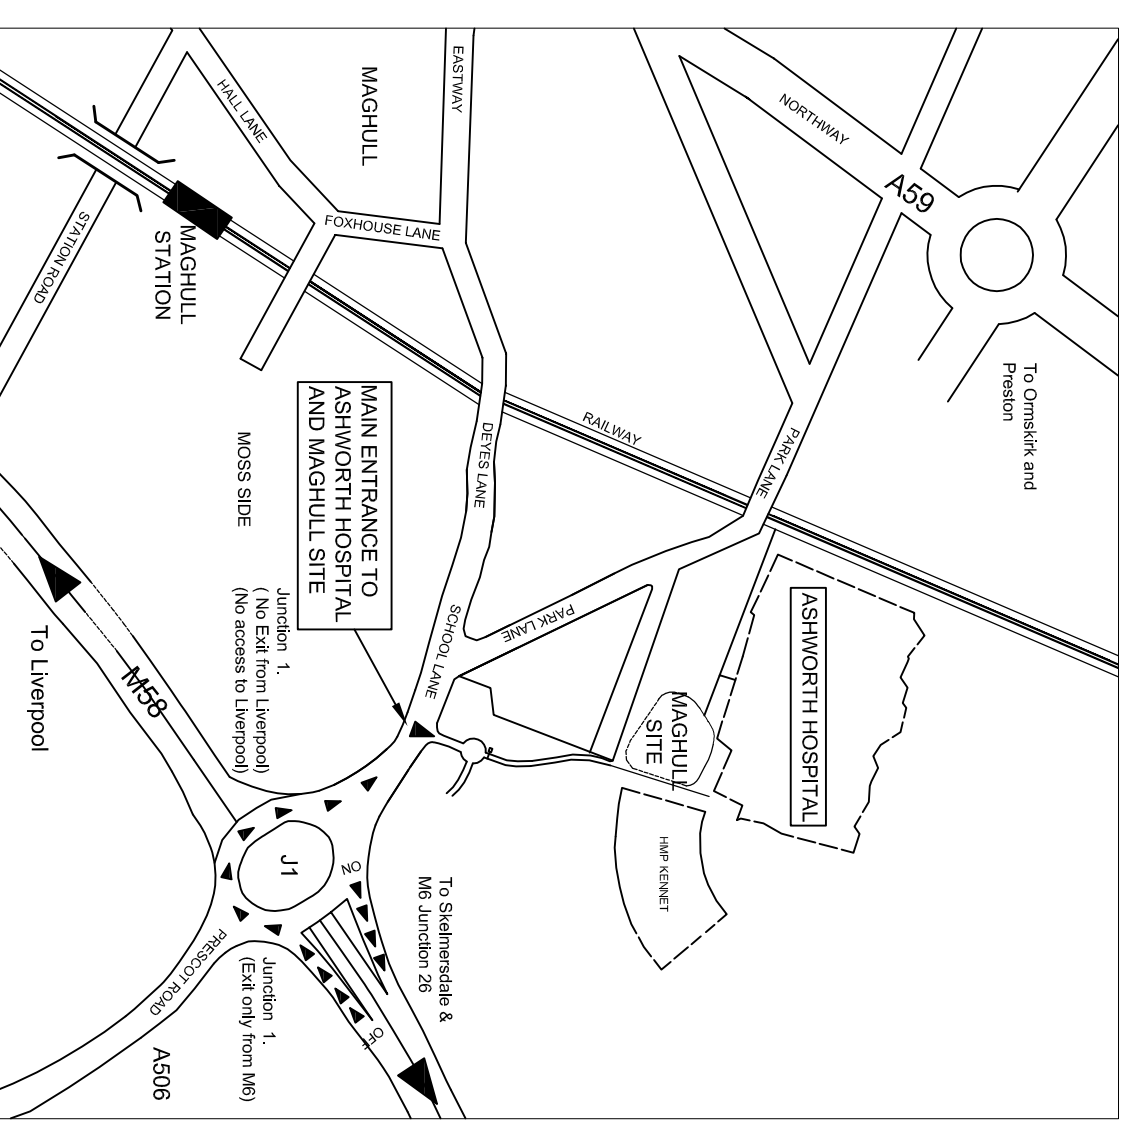 EASTWAY
MAGHULL
HALL LANE
NORTHWAY
A59
FOXHOUSE LANE
MAGHULL
STATION
STATION ROAD
To Ormskirk and
Preston
MAIN ENTRANCE TO
ASHWORTH HOSPITAL
AND MAGHULL SITE
RAILWAY
PARK LANE
DEYES LANE
MOSS SIDE
ASHWORTH HOSPITAL
PARK LANE
SCHOOL LANE
Junction 1.
( No Exit from Liverpool)
(No access to Liverpool)
To Liverpool
M58
MAGHULL
SITE
HMP KENNET
J1
ON
To Skelmersdale &
M6 Junction 26
PRESCOT ROAD
Junction 1.
(Exit only from M6)
OFF
A506